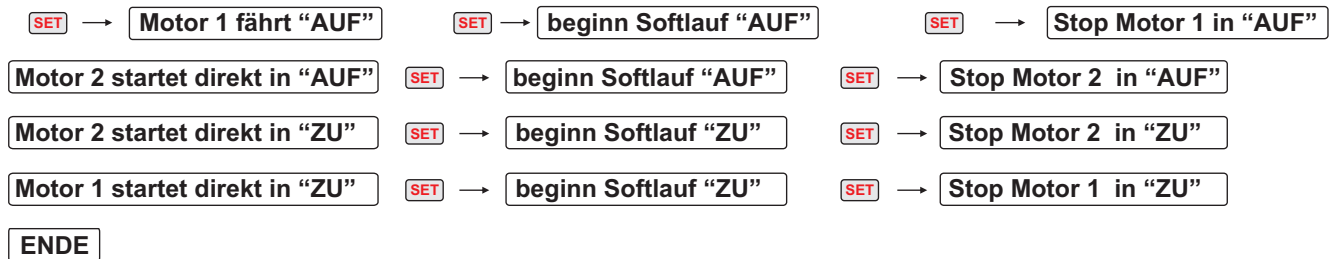 SET → Motor 1 fährt “AUF” SET → beginn Softlauf “AUF” SET → Stop Motor 1 in “AUF”
Motor 2 startet direkt in “AUF” SET → beginn Softlauf “AUF” SET → Stop Motor 2 in “AUF”
Motor 2 startet direkt in “ZU” SET → beginn Softlauf “ZU” SET → Stop Motor 2 in “ZU”
Motor 1 startet direkt in “ZU” SET → beginn Softlauf “ZU” SET → Stop Motor 1 in “ZU”
ENDE